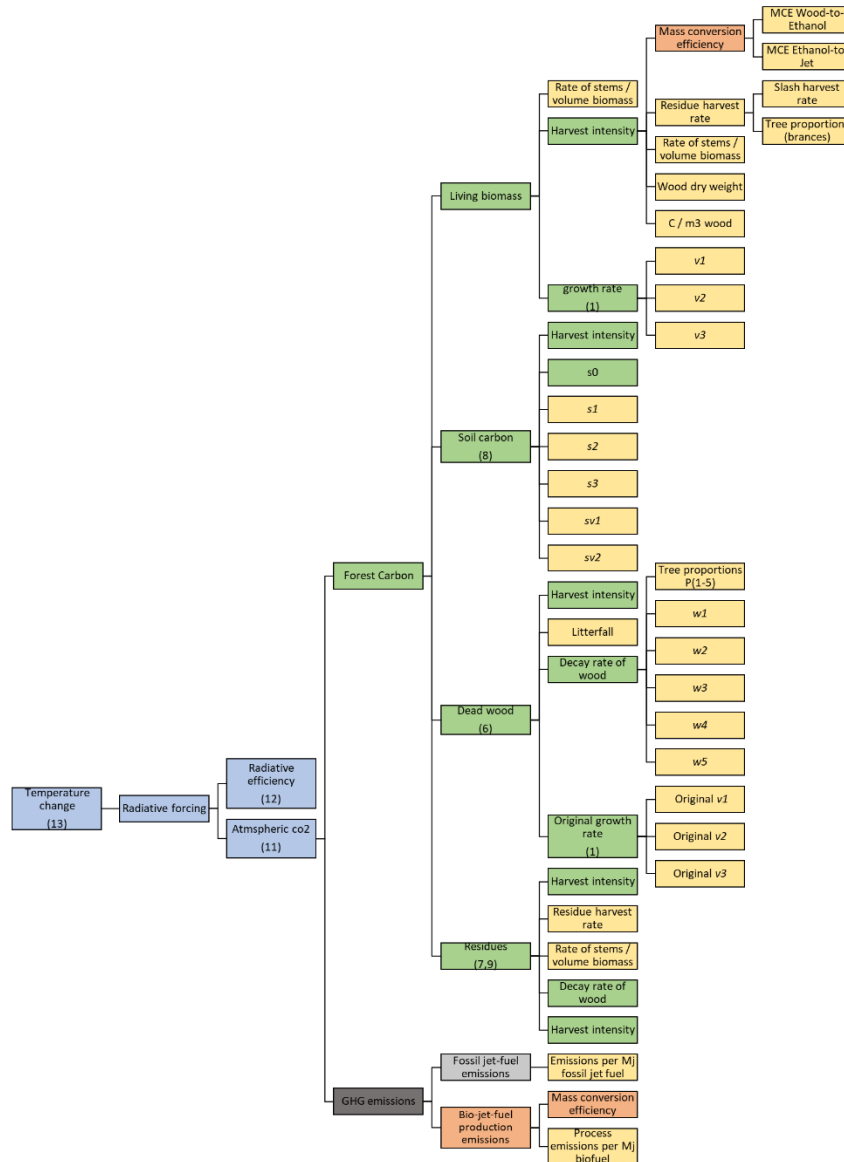 MCE Wood-to-
Ethanol
Mass conversion
efficiency
MCE Ethanol-to
Jet
Slash harvest
rate
Rate of stems /
volume biomass
Residue harvest
rate
Harvest intensity
Tree proportion
(brances)
Rate of stems /
volume biomass
Living biomass
Wood dry weight
C / m3 wood
v1
growth rate
(1)
v2
v3
Harvest intensity
s0
s1
Soil carbon
(8)
s2
s3
sv1
sv2
Forest Carbon
Tree proportions
P(1-5)
Harvest intensity
w1
Litterfall
w2
Decay rate of
wood
w3
Dead wood
(6)
w4
w5
Radiative
efficiency
(12)
Temperature
change
(13)
Radiative forcing
Atmspheric co2
(11)
Original v1
Original growth
rate
(1)
Original v2
Original v3
Harvest intensity
Residue harvest
rate
Residues
(7,9)
Rate of stems /
volume biomass
Decay rate of
wood
Harvest intensity
Fossil jet-fuel
emissions
Emissions per Mj
fossil jet fuel
GHG emissions
Mass conversion
efficiency
Bio-jet-fuel
production
emissions
Process
emissions per Mj
biofuel